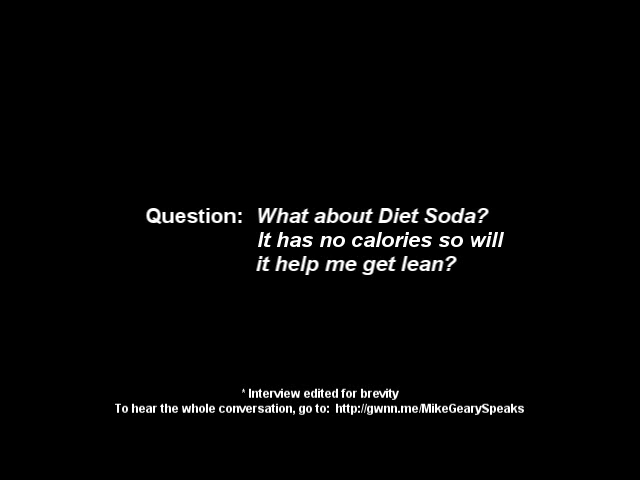 Question: What about Diet Soda?
It has no calories so will
it help me get lean?
* Interview edited for brevity
To hear the whole conversation, go to: http://gwnn.me/MikeGearySpeaks